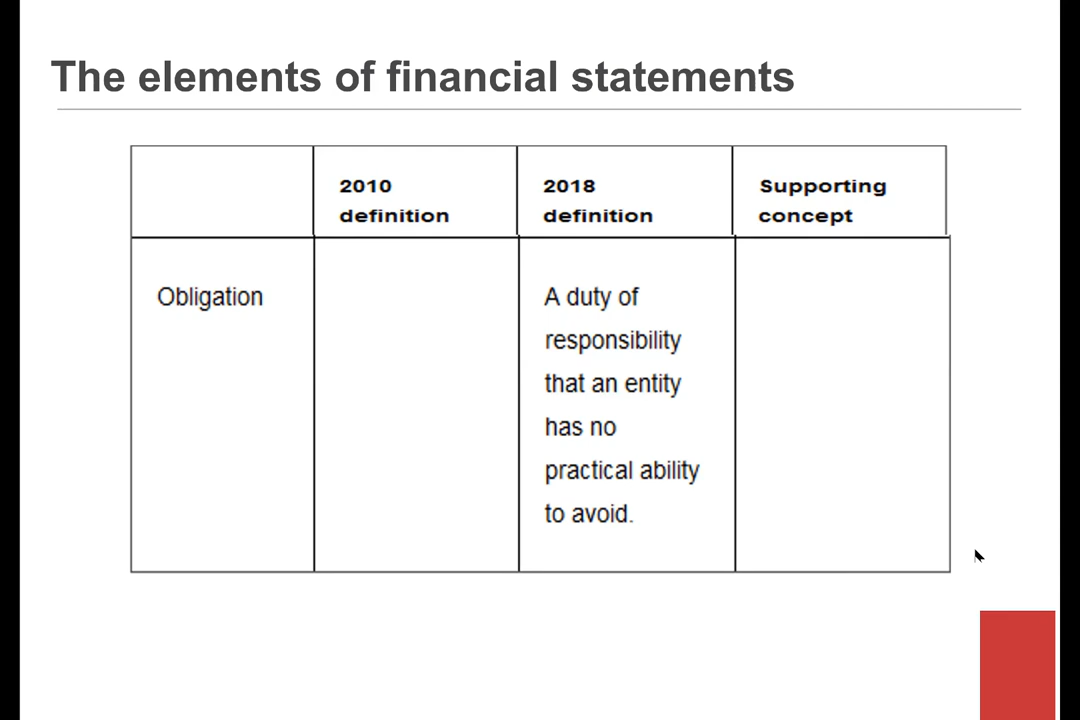 The elements of financial statements
2010
definition
2018
definition
Supporting
concept
Obligation
A duty of
responsibility
that an entity
has no
practical ability
to avoid.